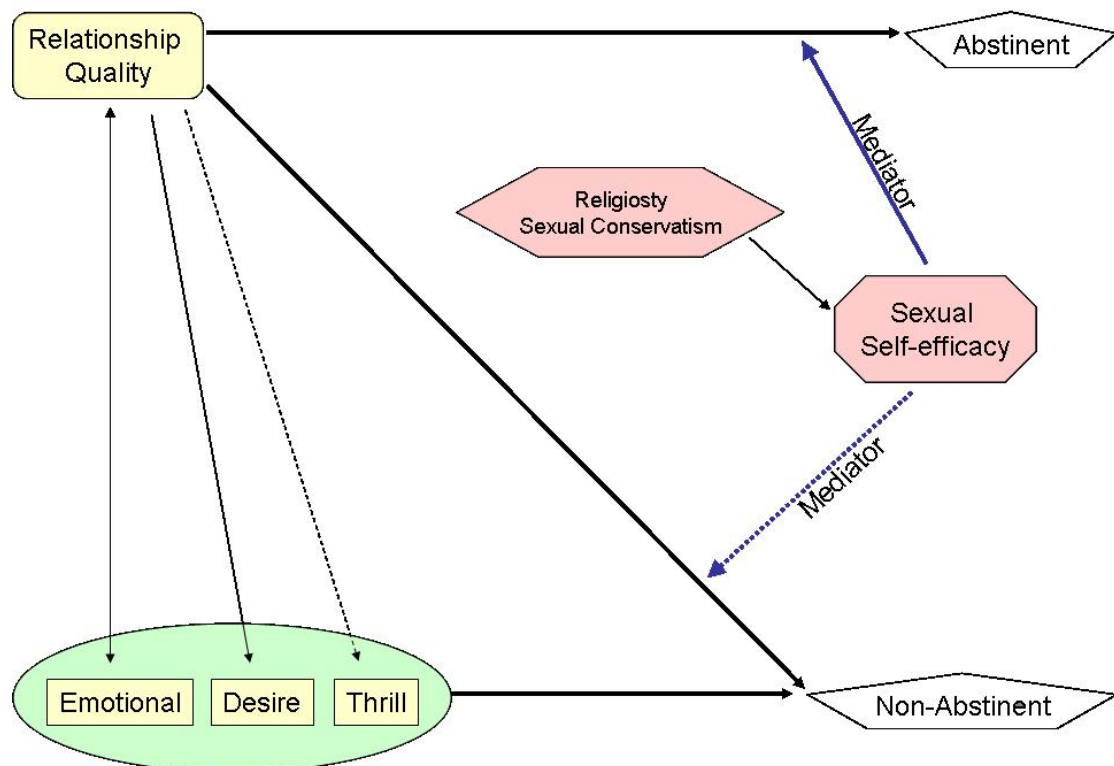 Relationship
Quality
Abstinent
Mediator
Religiosty
Sexual Conservatism
Sexual
Self-efficacy
Mediator
Emotional
Desire
Thrill
Non-Abstinent